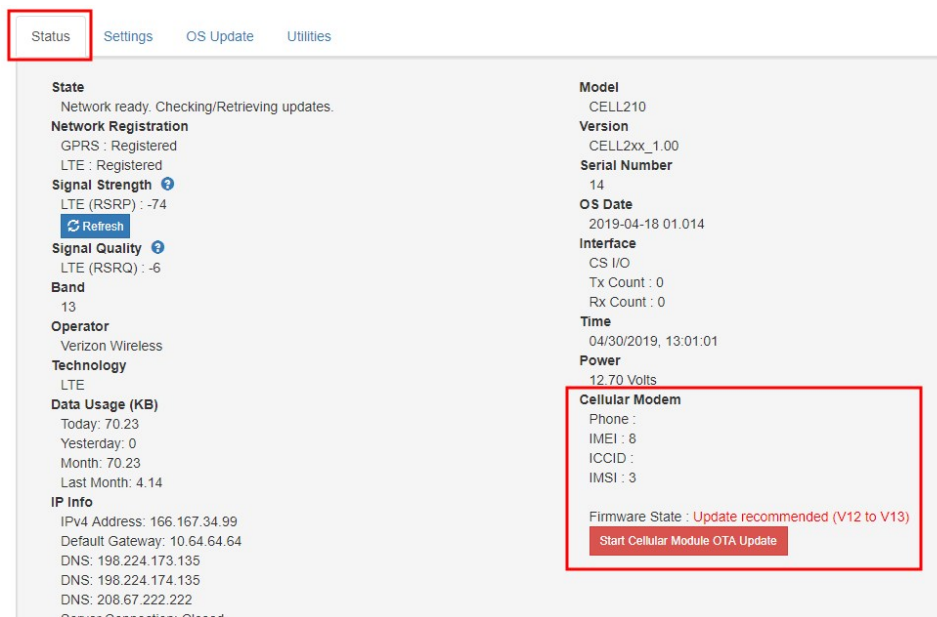 Status Settings OS Update Utilities
State
Network ready. Checking/Retrieving updates.
Network Registration
GPRS : Registered
LTE : Registered
Signal Strength ?
LTE (RSRP) : -74
Refresh
Signal Quality ?
LTE (RSRQ) : -6
Band
13
Operator
Verizon Wireless
Technology
LTE
Data Usage (KB)
Today: 70.23
Yesterday: 0
Month: 70.23
Last Month: 4.14
IP Info
IPv4 Address: 166.167.34.99
Default Gateway: 10.64.64.64
DNS: 198.224.173.135
DNS: 198.224.174.135
DNS: 208.67.222.222
Server Connection: Closed
Model
CELL210
Version
CELL2xx_1.00
Serial Number
14
OS Date
2019-04-18 01.014
Interface
CS I/O
Tx Count : 0
Rx Count : 0
Time
04/30/2019, 13:01:01
Power
12.70 Volts
Cellular Modem
Phone :
IMEI : 8
ICCID :
IMSI : 3
Firmware State : Update recommended (V12 to V13)
Start Cellular Module OTA Update